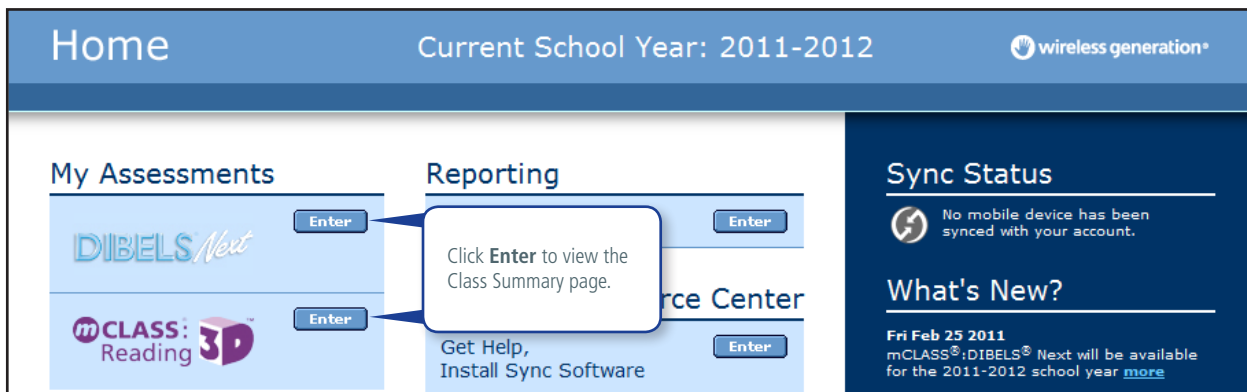 Home
Current School Year: 2011-2012
wireless generation®
My Assessments
Enter
DIBELS Next
Enter
mCLASS:
Reading 3D™
Reporting
Enter
Click Enter to view the
Class Summary page.
rce Center
Get Help,
Install Sync Software
Enter
Sync Status
No mobile device has been
synced with your account.
What's New?
Fri Feb 25 2011
mCLASS®:DIBELS® Next will be available
for the 2011-2012 school year more